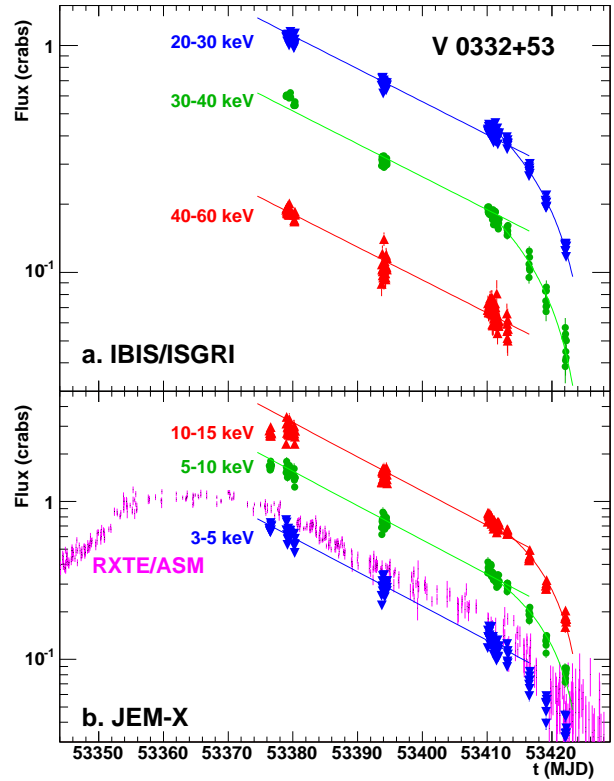 V 0332+53
Flux (crabs)
1
10-1
20-30 keV
30-40 keV
40-60 keV
a. IBIS/ISGRI
Flux (crabs)
1
10-1
10-15 keV
5-10 keV
3-5 keV
RXTE/ASM
b. JEM-X
53350 53360 53370 53380 53390 53400 53410 53420
t (MJD)